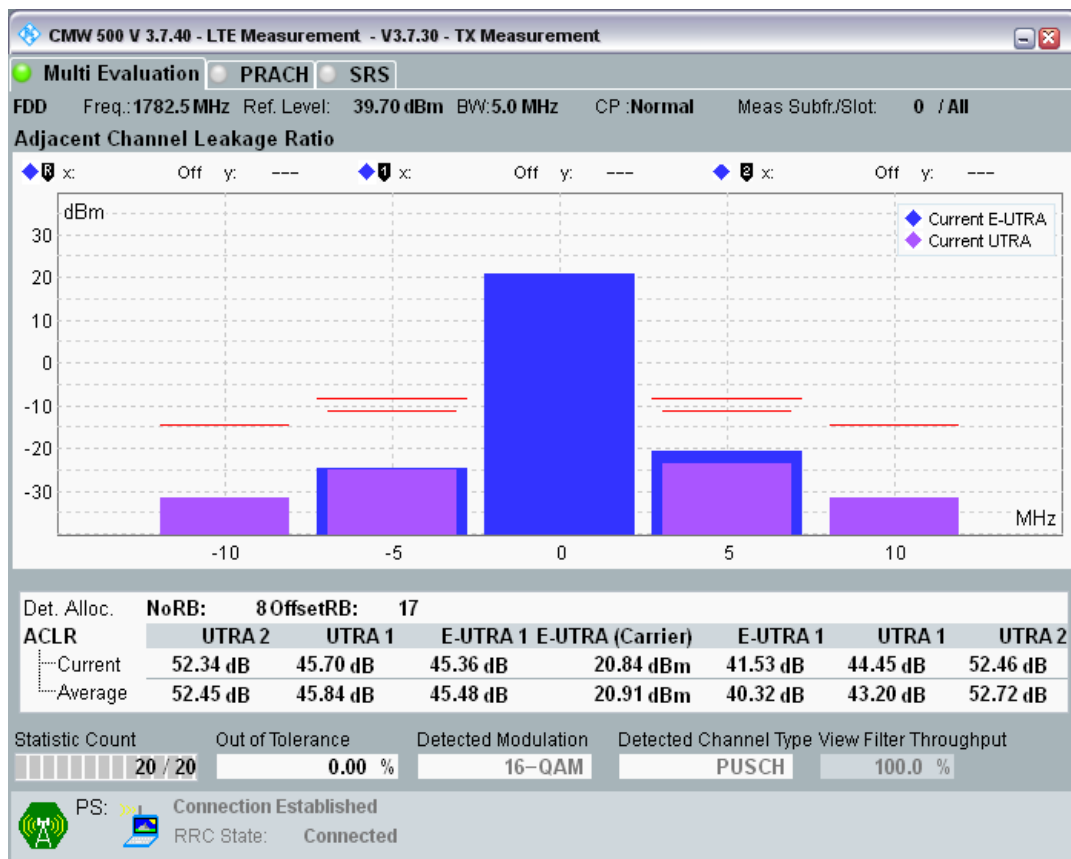 CMW 500 V 3.7.40 - LTE Measurement - V3.7.30 - TX Measurement
Multi Evaluation PRACH SRS
FDD Freq.:1782.5 MHz Ref. Level: 39.70 dBm BW:5.0 MHz CP :Normal Meas Subfr./Slot: 0 / All
Adjacent Channel Leakage Ratio
R x: Off y: --- 1 x: Off y: --- 2 x: Off y: ---
dBm
Current E-UTRA
Current UTRA
30
20
10
0
-10
-20
-30
MHz
-10 -5 0 5 10
Det. Alloc. NoRB: 8 OffsetRB: 17
ACLR UTRA 2 UTRA 1 E-UTRA 1 E-UTRA (Carrier) E-UTRA 1 UTRA 1 UTRA 2
Current 52.34 dB 45.70 dB 45.36 dB 20.84 dBm 41.53 dB 44.45 dB 52.46 dB
Average 52.45 dB 45.84 dB 45.48 dB 20.91 dBm 40.32 dB 43.20 dB 52.72 dB
Statistic Count Out of Tolerance Detected Modulation Detected Channel Type View Filter Throughput
20 / 20 0.00 % 16-QAM PUSCH 100.0 %
PS: Connection Established
RRC State: Connected